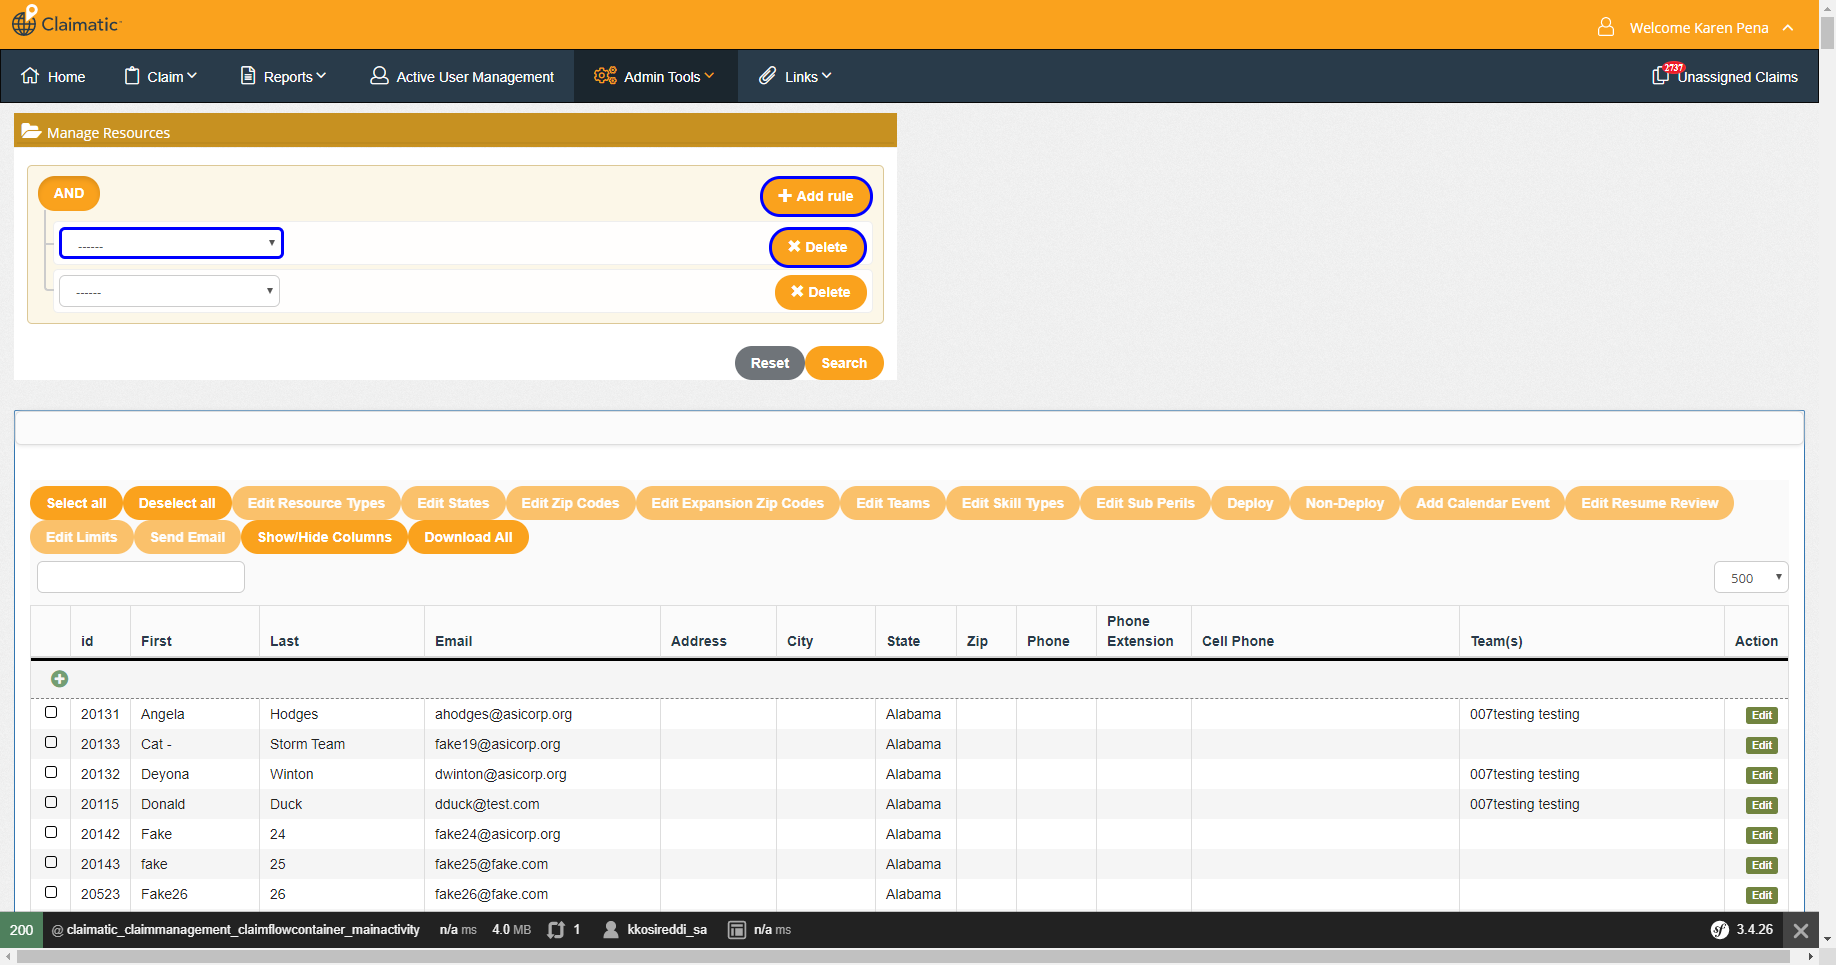 Claimatic
Welcome Karen Pena
Home
Claim
Reports
Active User Management
Admin Tools
Links
2737
Unassigned Claims
Manage Resources
AND
Add rule
------
Delete
------
Delete
Reset
Search
Select all
Deselect all
Edit Resource Types
Edit States
Edit Zip Codes
Edit Expansion Zip Codes
Edit Teams
Edit Skill Types
Edit Sub Perils
Deploy
Non-Deploy
Add Calendar Event
Edit Resume Review
Edit Limits
Send Email
Show/Hide Columns
Download All
500
id First Last Email Address City State Zip Phone Phone Extension Cell Phone Team(s) Action
20131 Angela Hodges ahodges@asicorp.org Alabama 007testing testing Edit
20133 Cat - Storm Team fake19@asicorp.org Alabama Edit
20132 Deyona Winton dwinton@asicorp.org Alabama 007testing testing Edit
20115 Donald Duck dduck@test.com Alabama 007testing testing Edit
20142 Fake 24 fake24@asicorp.org Alabama Edit
20143 fake 25 fake25@fake.com Alabama Edit
20523 Fake26 26 fake26@fake.com Alabama Edit
200 @ claimatic_claimmanagement_claimflowcontainer_mainactivity n/a ms 4.0 MB 1 kkosireddi_sa n/a ms sf 3.4.26